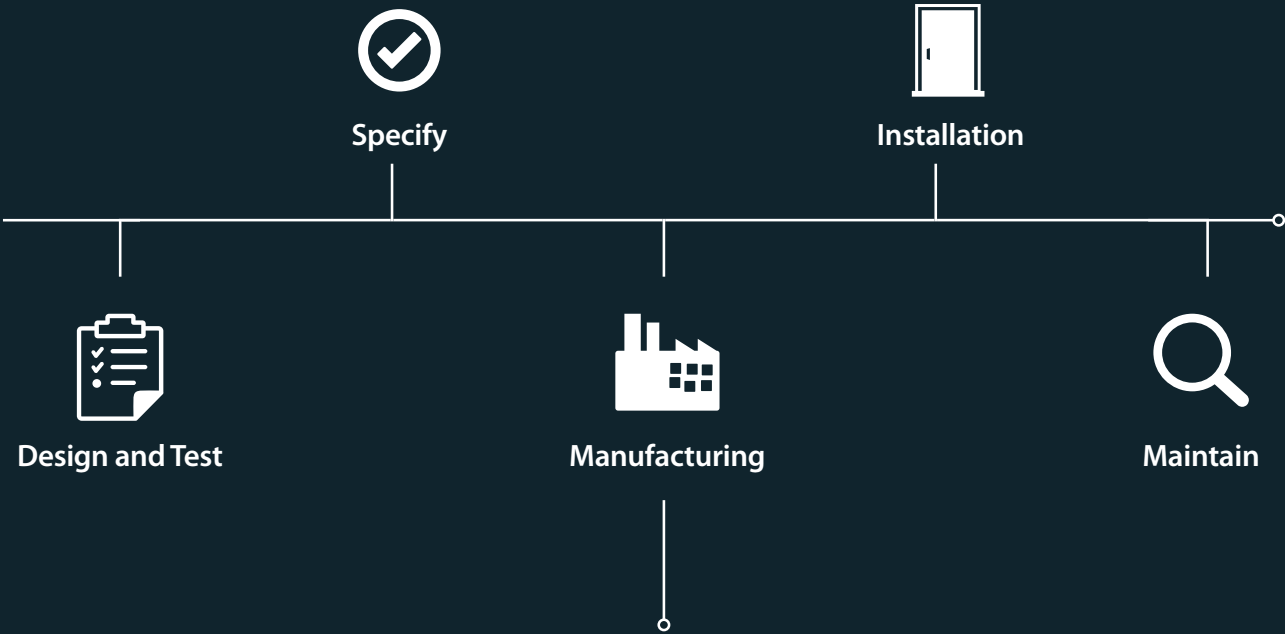 Specify
Installation
Design and Test
Manufacturing
Maintain